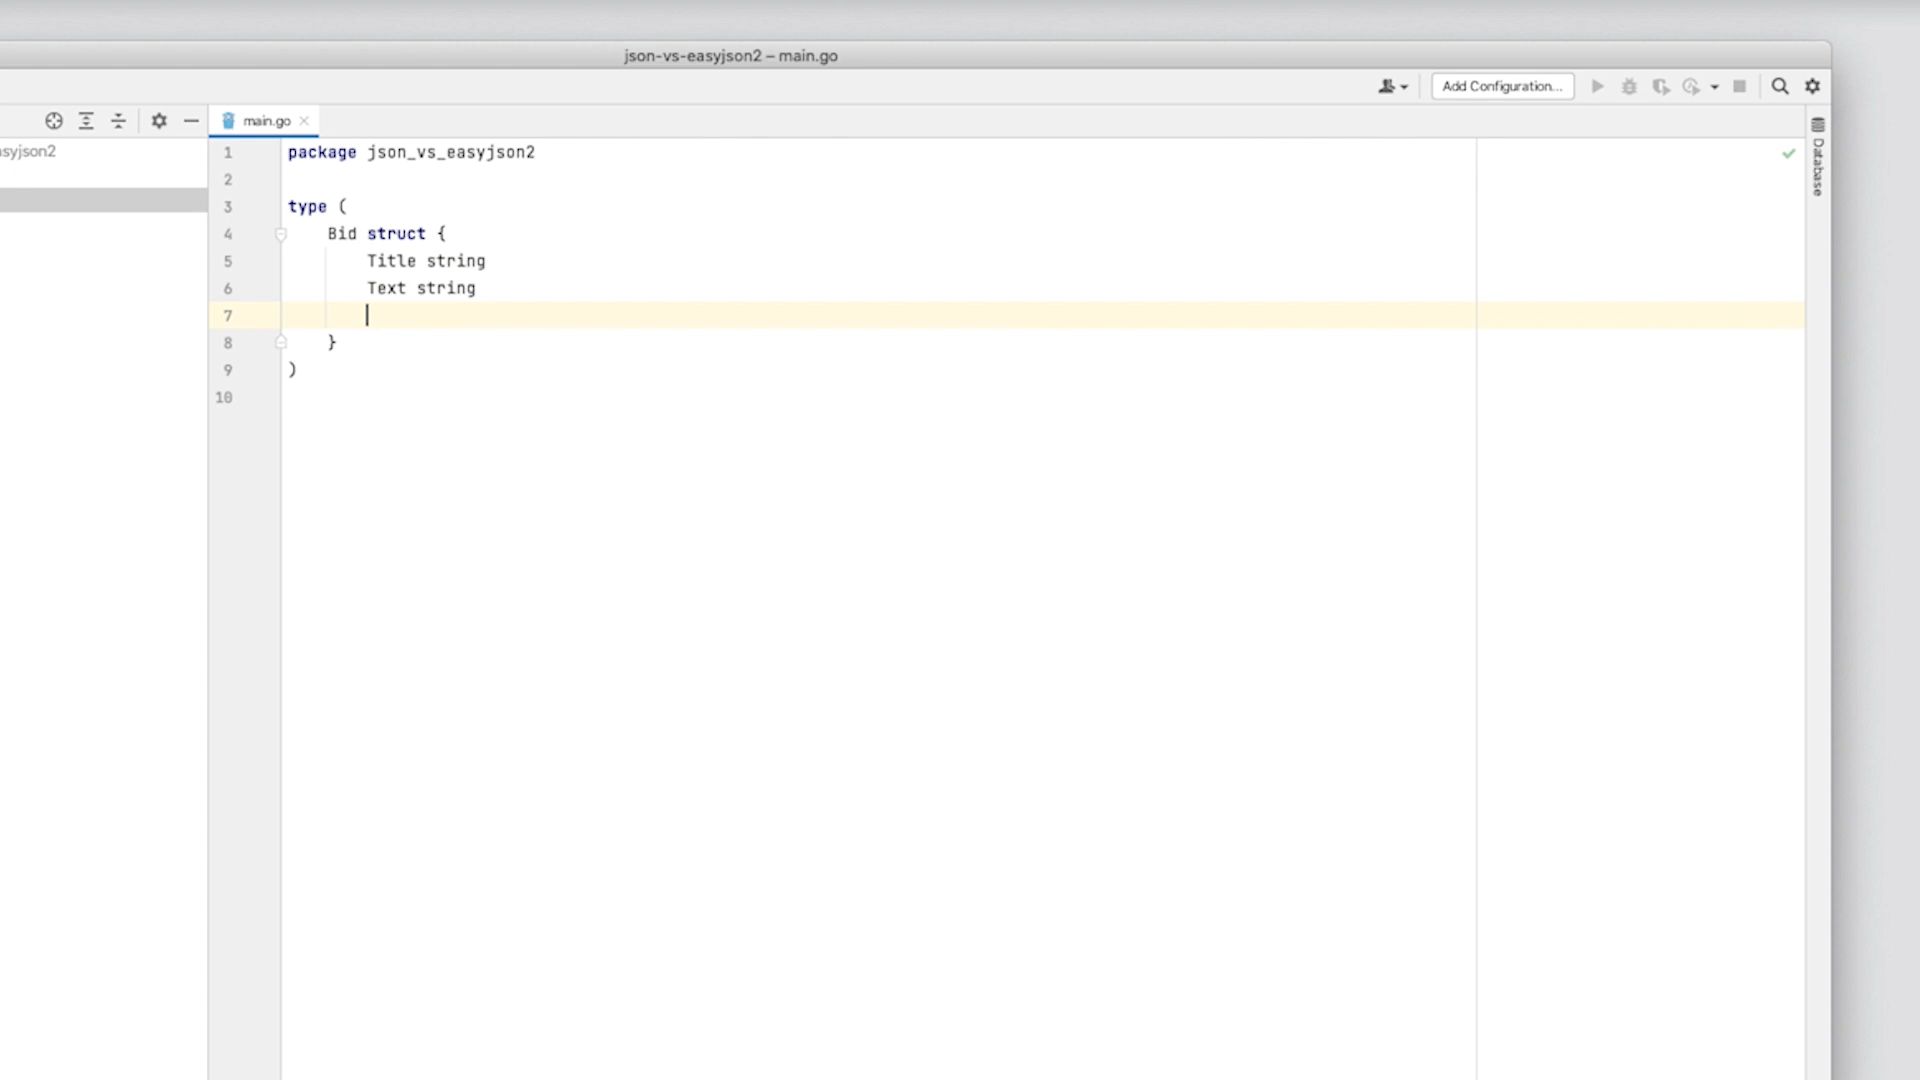 json-vs-easyjson2 – main.go
Add Configuration...
main.go
syjson2
Database
1 package json_vs_easyjson2
2
3 type (
4 Bid struct {
5 Title string
6 Text string
7
8 }
9 )
10